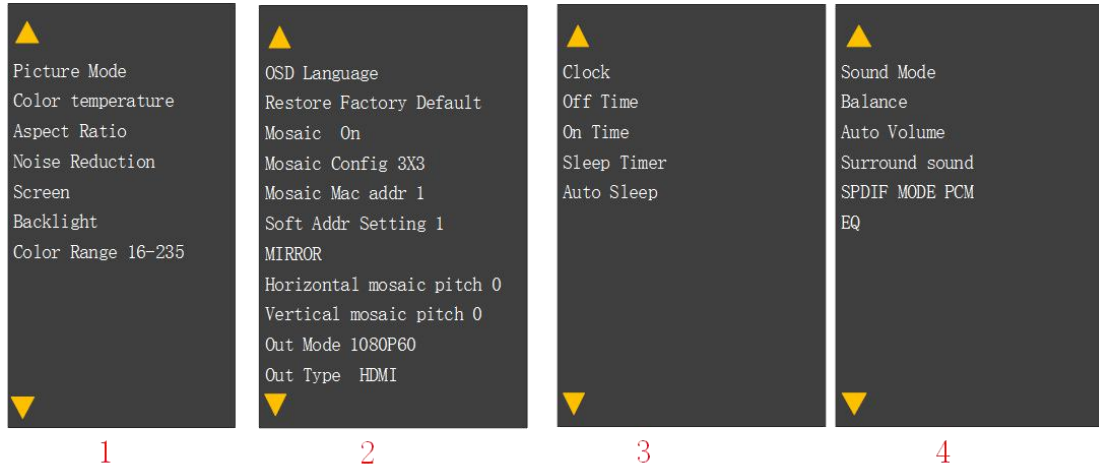 Picture Mode
Color temperature
Aspect Ratio
Noise Reduction
Screen
Backlight
Color Range 16-235
1
OSD Language
Restore Factory Default
Mosaic On
Mosaic Config 3X3
Mosaic Mac addr 1
Soft Addr Setting 1
MIRROR
Horizontal mosaic pitch 0
Vertical mosaic pitch 0
Out Mode 1080P60
Out Type HDMI
2
Clock
Off Time
On Time
Sleep Timer
Auto Sleep
3
Sound Mode
Balance
Auto Volume
Surround sound
SPDIF MODE PCM
EQ
4